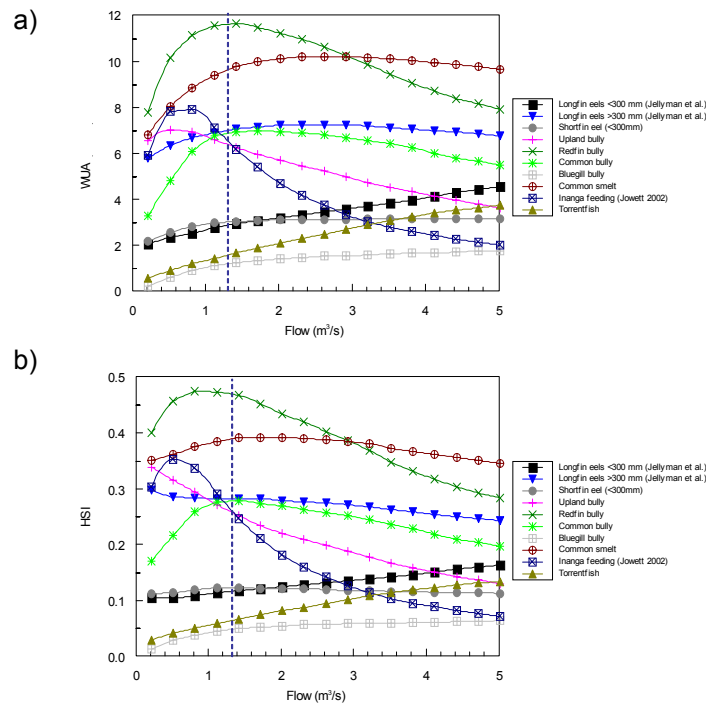 a)
12
10
8
6
4
2
0
WUA
0
1
2
3
4
5
Flow (m³/s)
Longfin eels <300 mm (Jellyman et al.)
Longfins eels >300 mm (Jellyman et al.)
Shortfin eel (<300mm)
Upland bully
Redfin bully
Common bully
Bluegill bully
Common smelt
Inanga feeding (Jowett 2002)
Torrentfish
b)
0.5
0.4
0.3
0.2
0.1
0.0
HSI
0
1
2
3
4
5
Flow (m³/s)
Longfin eels <300 mm (Jellyman et al.)
Longfins eels >300 mm (Jellyman et al.)
Shortfin eel (<300mm)
Upland bully
Redfin bully
Common bully
Bluegill bully
Common smelt
Inanga feeding (Jowett 2002)
Torrentfish